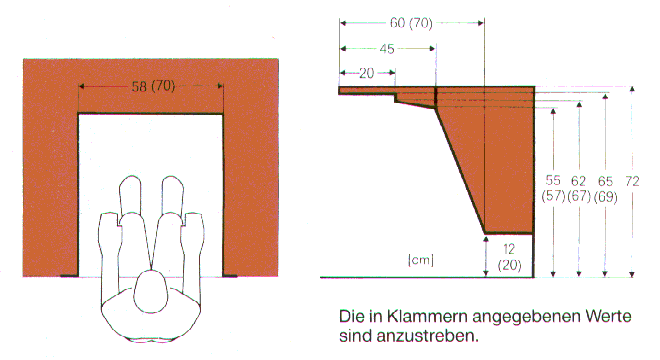 60 (70)
45
20
58 (70)
55 62 65 72
(57) (67) (69)
12
(20)
[cm]
Die in Klammern angegebenen Werte
sind anzustreben.